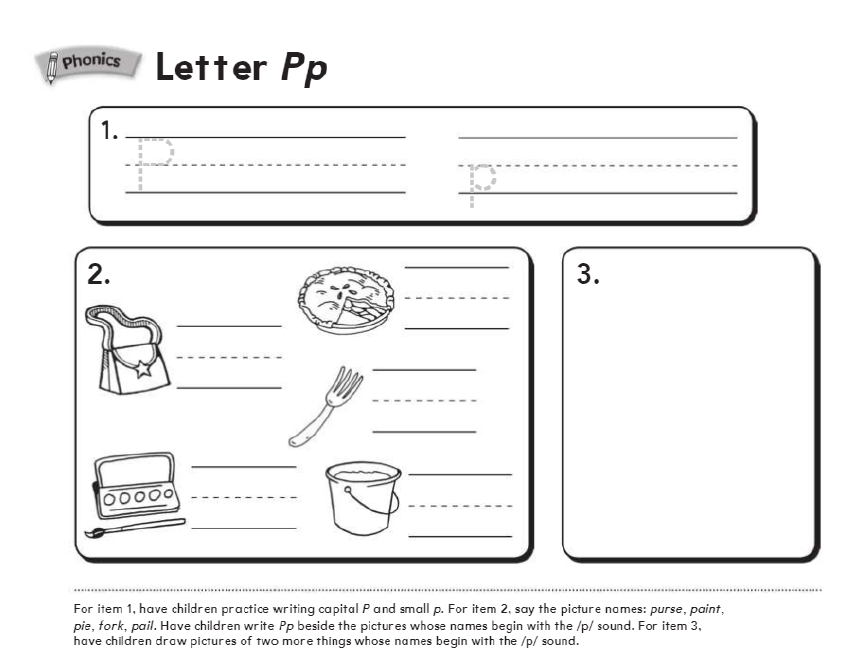 Phonics Letter Pp
1.
P p
2.
3.
For item 1, have children practice writing capital P and small p. For item 2, say the picture names: purse, paint,
pie, fork, pail. Have children write Pp beside the pictures whose names begin with the /p/ sound. For item 3,
have children draw pictures of two more things whose names begin with the /p/ sound.